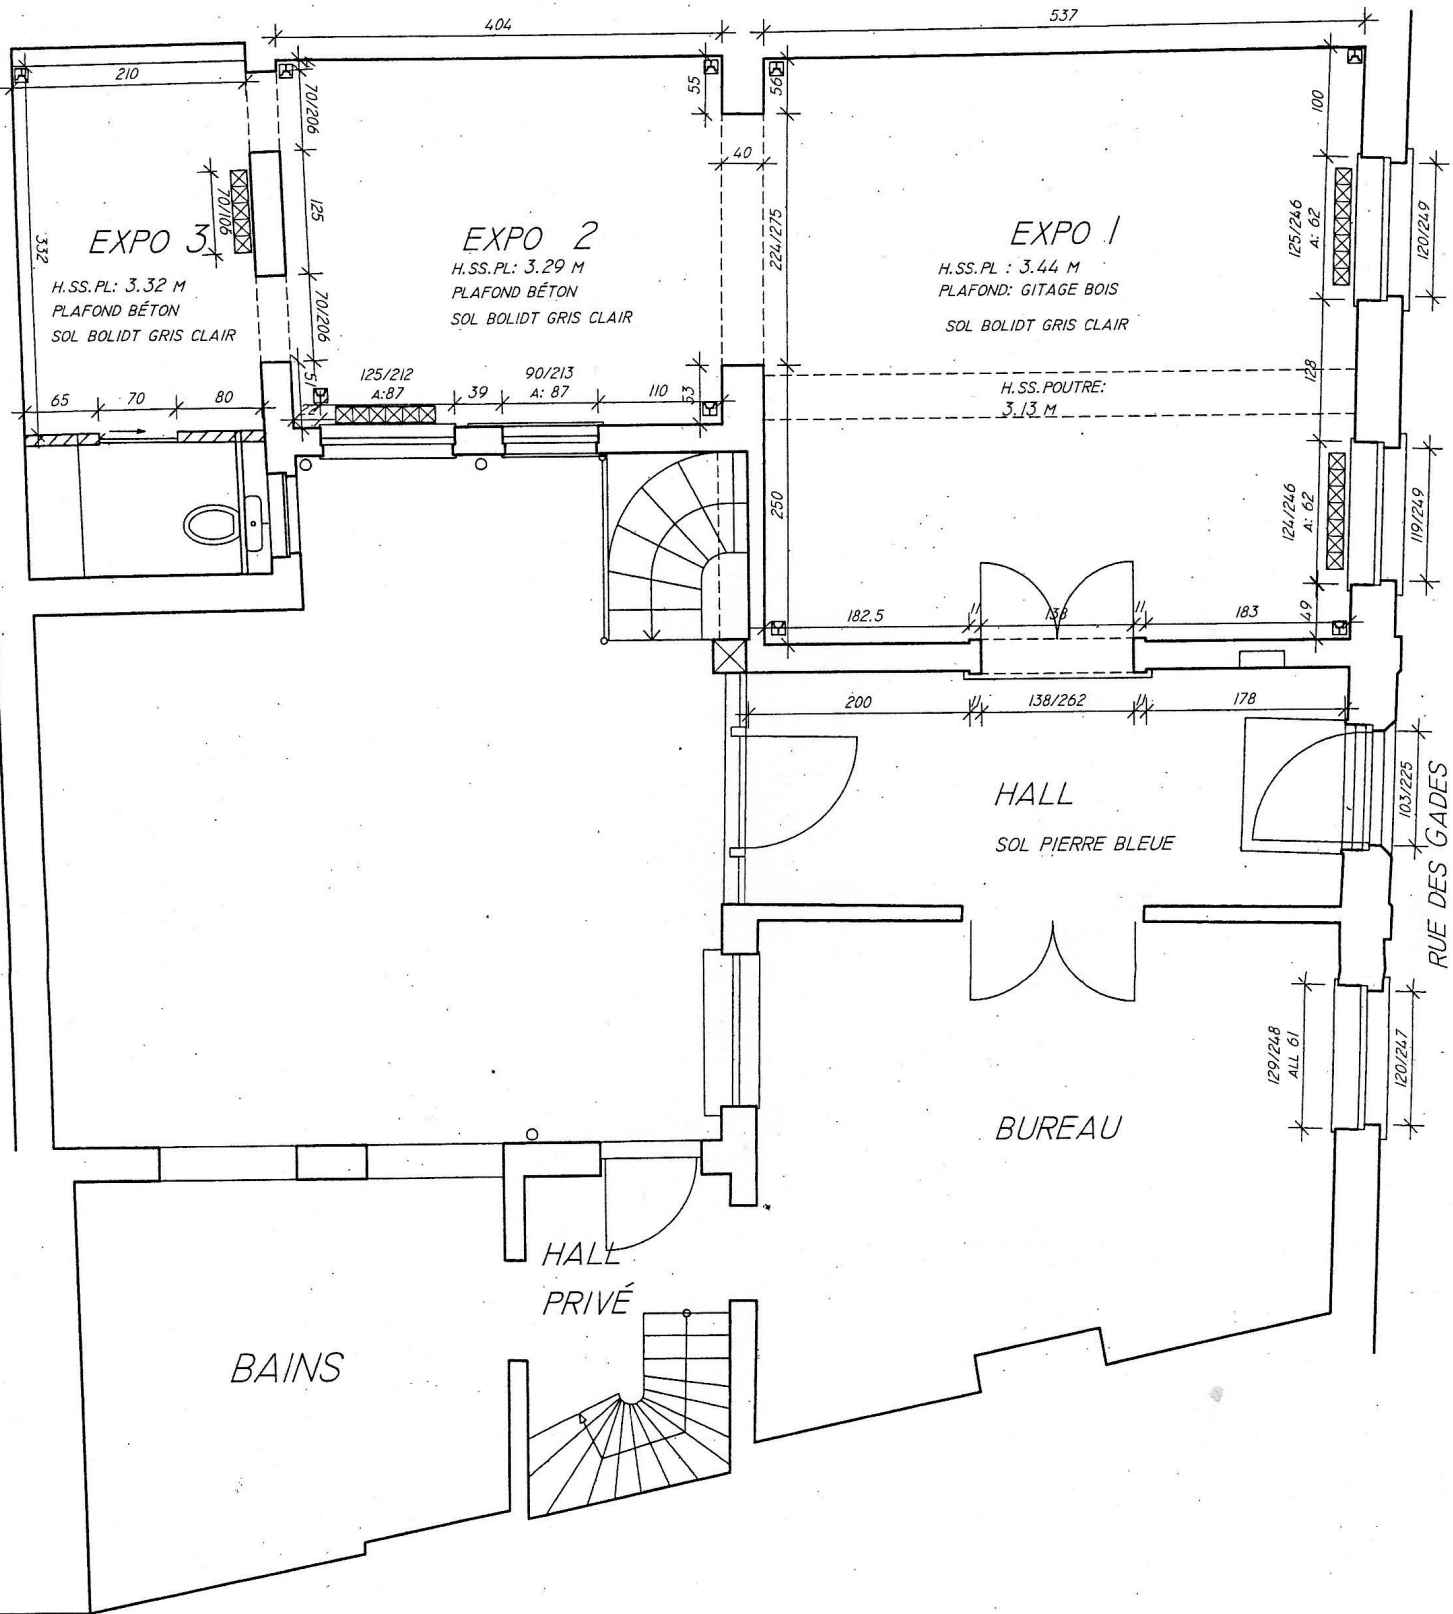 404
537
210
70/206
55
56
100
40
125
70/106
332
EXPO 3
H.SS.PL: 3.32 M
PLAFOND BÉTON
SOL BOLIDT GRIS CLAIR
EXPO 2
H.SS.PL: 3.29 M
PLAFOND BÉTON
SOL BOLIDT GRIS CLAIR
224/275
EXPO 1
H.SS.PL : 3.44 M
PLAFOND: GITAGE BOIS
SOL BOLIDT GRIS CLAIR
125/246
A: 62
120/249
70/206
51
125/212
A:87
39
90/213
A: 87
110
53
H.SS.POUTRE:
3.13 M
128
65
70
80
250
124/246
A: 62
119/249
182.5
11
138
11
183
49
200
11
138/262
11
178
HALL
SOL PIERRE BLEUE
103/225
RUE DES GADES
129/248
ALL 61
120/247
BUREAU
HALL
PRIVÉ
BAINS